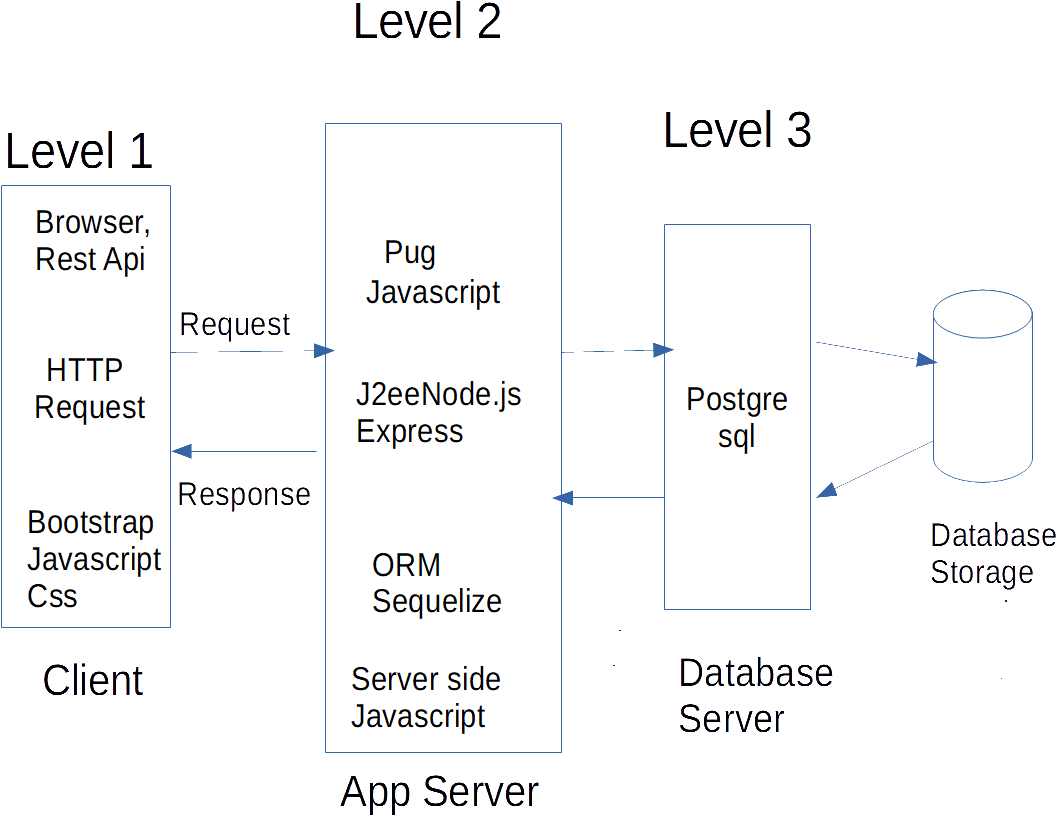 Level 2
Level 1
Level 3
Browser,
Rest Api
HTTP
Request
Bootstrap
Javascript
Css
Client
Request
Response
Pug
Javascript
J2eeNode.js
Express
ORM
Sequelize
Server side
Javascript
App Server
Postgre
sql
Database
Server
Database
Storage